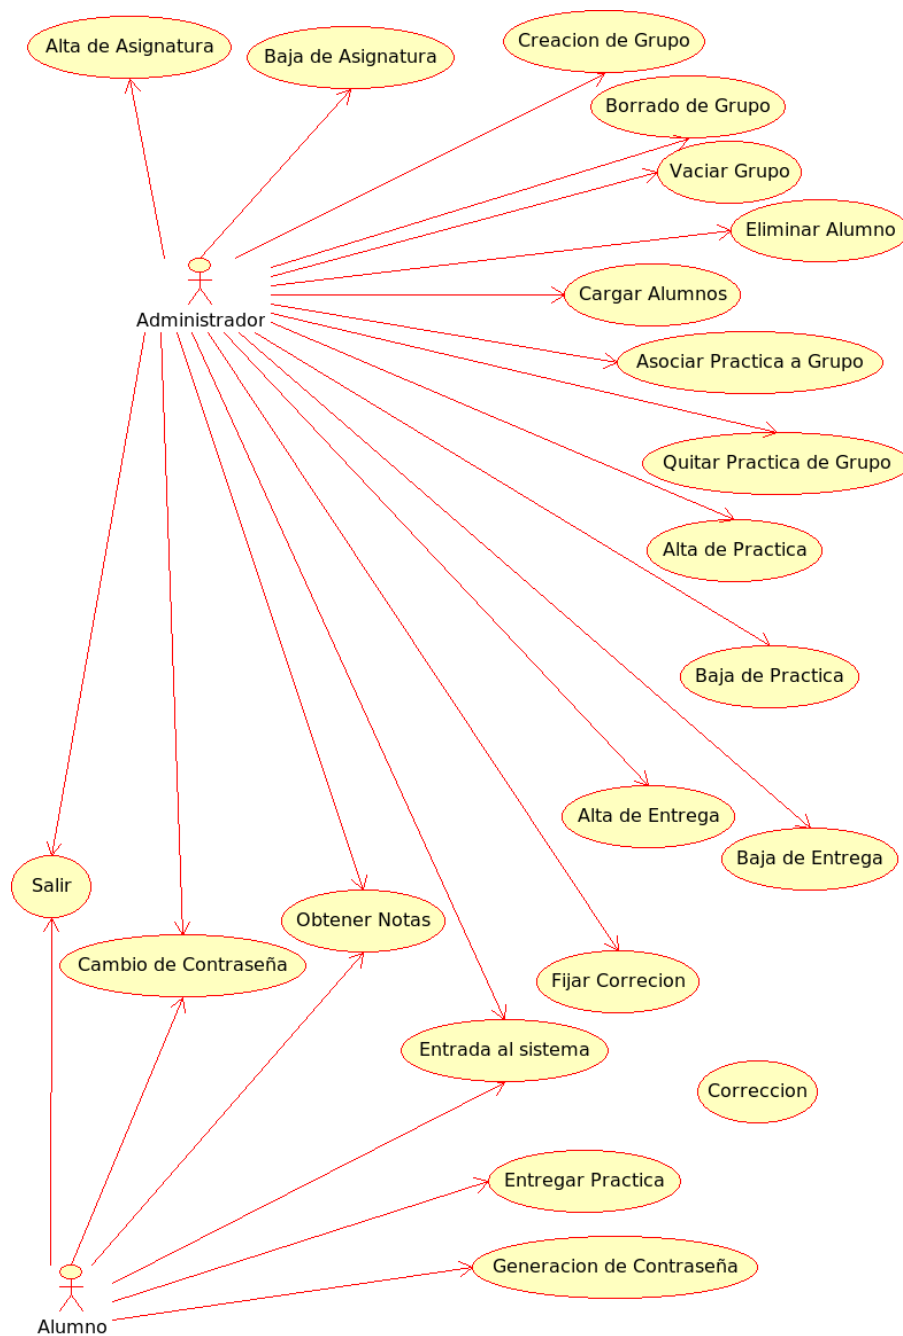 Creacion de Grupo
Alta de Asignatura
Baja de Asignatura
Borrado de Grupo
Vaciar Grupo
Eliminar Alumno
Cargar Alumnos
Administrador
Asociar Practica a Grupo
Quitar Practica de Grupo
Alta de Practica
Baja de Practica
Alta de Entrega
Baja de Entrega
Salir
Obtener Notas
Cambio de Contraseña
Fijar Correcion
Entrada al sistema
Correccion
Entregar Practica
Generacion de Contraseña
Alumno